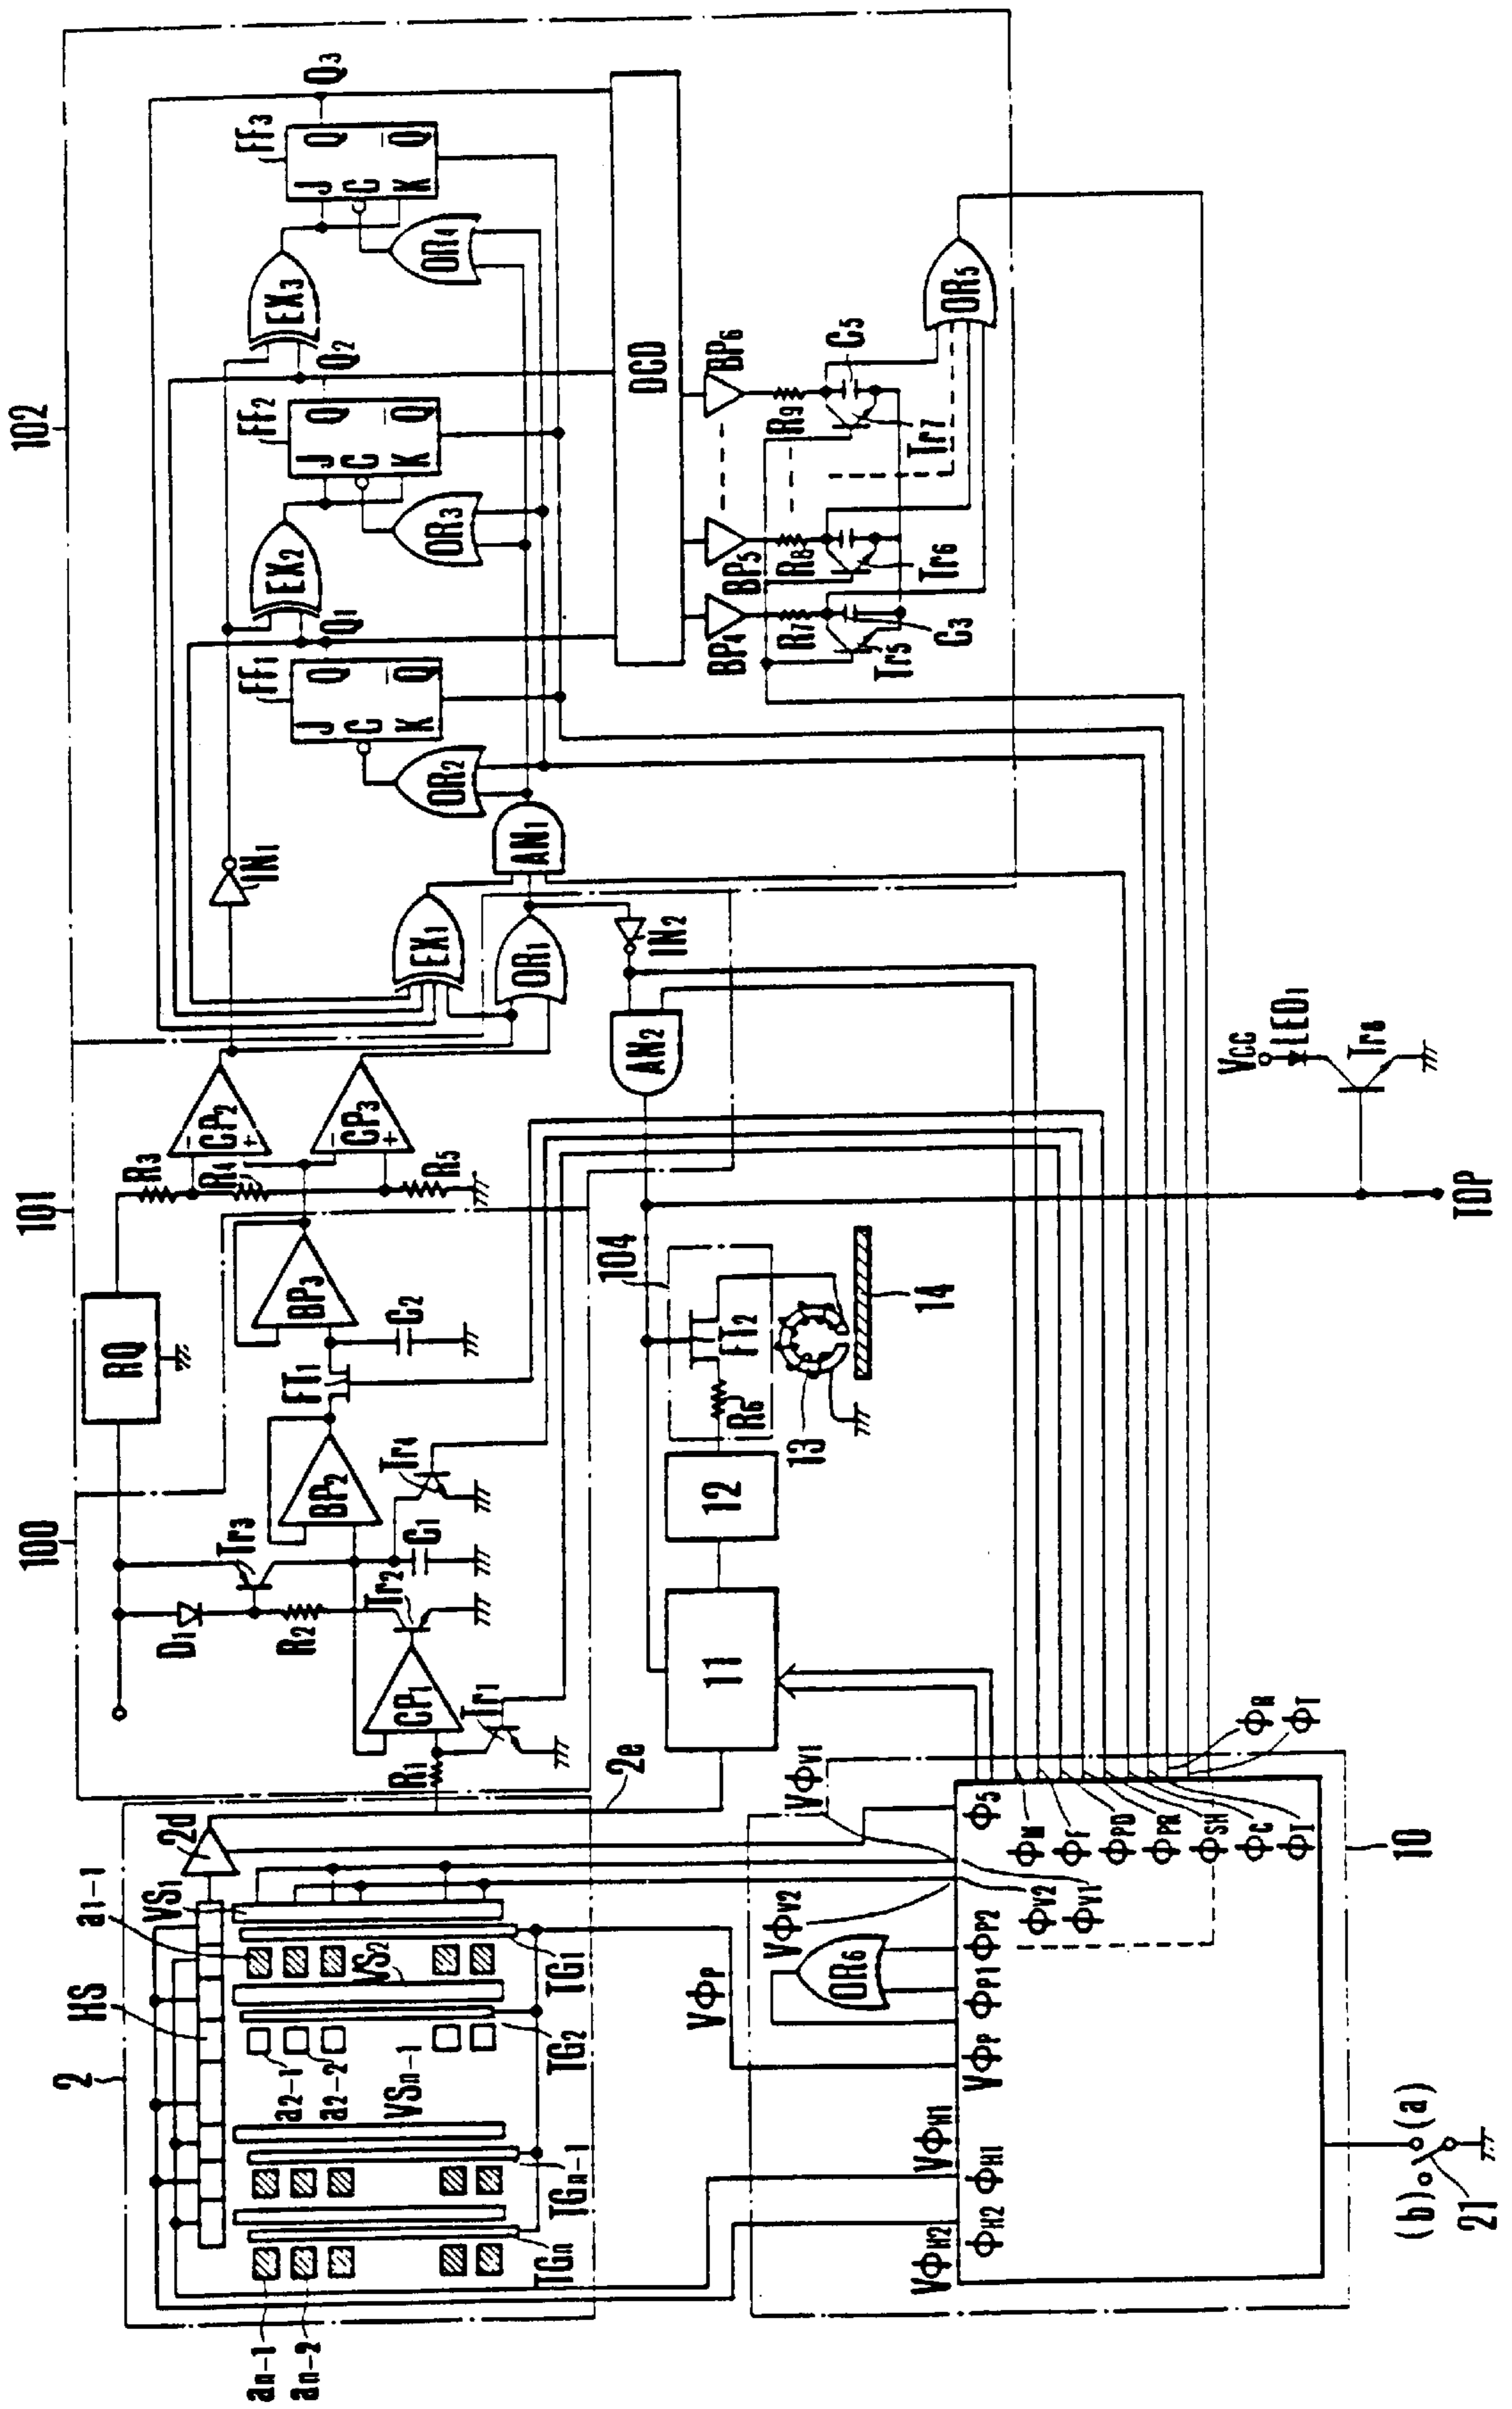 100
101
102
RQ
D1
Tr3
R2
Tr2
C1
Tr4
BP2
FT1
BP3
C2
CP1
R1
Tr1
R3
R4
R5
CP2
CP3
IN1
EX1
OR1
AN1
IN2
AN2
OR2
FF1
J
C
K
Q
Q̅
Q1
EX2
OR3
FF2
J
C
K
Q
Q̅
Q2
EX3
OR4
FF3
J
C
K
Q
Q̅
Q3
DCD
BP4
BP5
BP6
R7
R8
R9
Tr5
C3
Tr6
Tr7
C5
OR5
2
HS
2d
2e
a1-1
VS1
VS2
TG1
TG2
a2-1
a2-2
VSn-1
TGn-1
TGn
an-1
an-2
11
12
104
R6
FT2
13
14
VCC
LED1
Tr8
TDP
VΦP
VΦV1
VΦV2
VΦH1
VΦH2
ΦH2
ΦH1
VΦP
ΦP1
ΦP2
OR6
ΦV2
ΦV1
Φ5
ΦM
ΦF
ΦPD
ΦPR
ΦSH
ΦC
ΦI
ΦR
ΦT
10
(b)
(a)
21